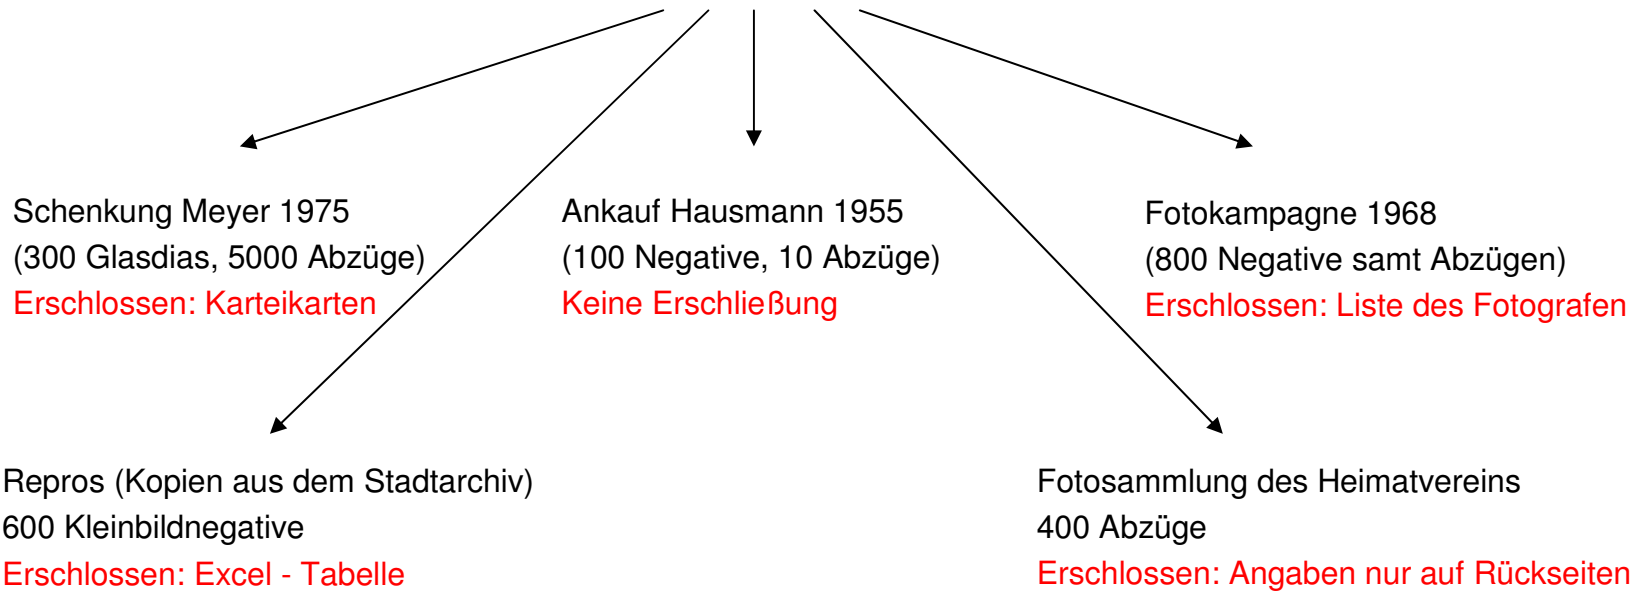 Schenkung Meyer 1975
(300 Glasdias, 5000 Abzüge)
Erschlossen: Karteikarten
Ankauf Hausmann 1955
(100 Negative, 10 Abzüge)
Keine Erschließung
Fotokampagne 1968
(800 Negative samt Abzügen)
Erschlossen: Liste des Fotografen
Repros (Kopien aus dem Stadtarchiv)
600 Kleinbildnegative
Erschlossen: Excel - Tabelle
Fotosammlung des Heimatvereins
400 Abzüge
Erschlossen: Angaben nur auf Rückseiten